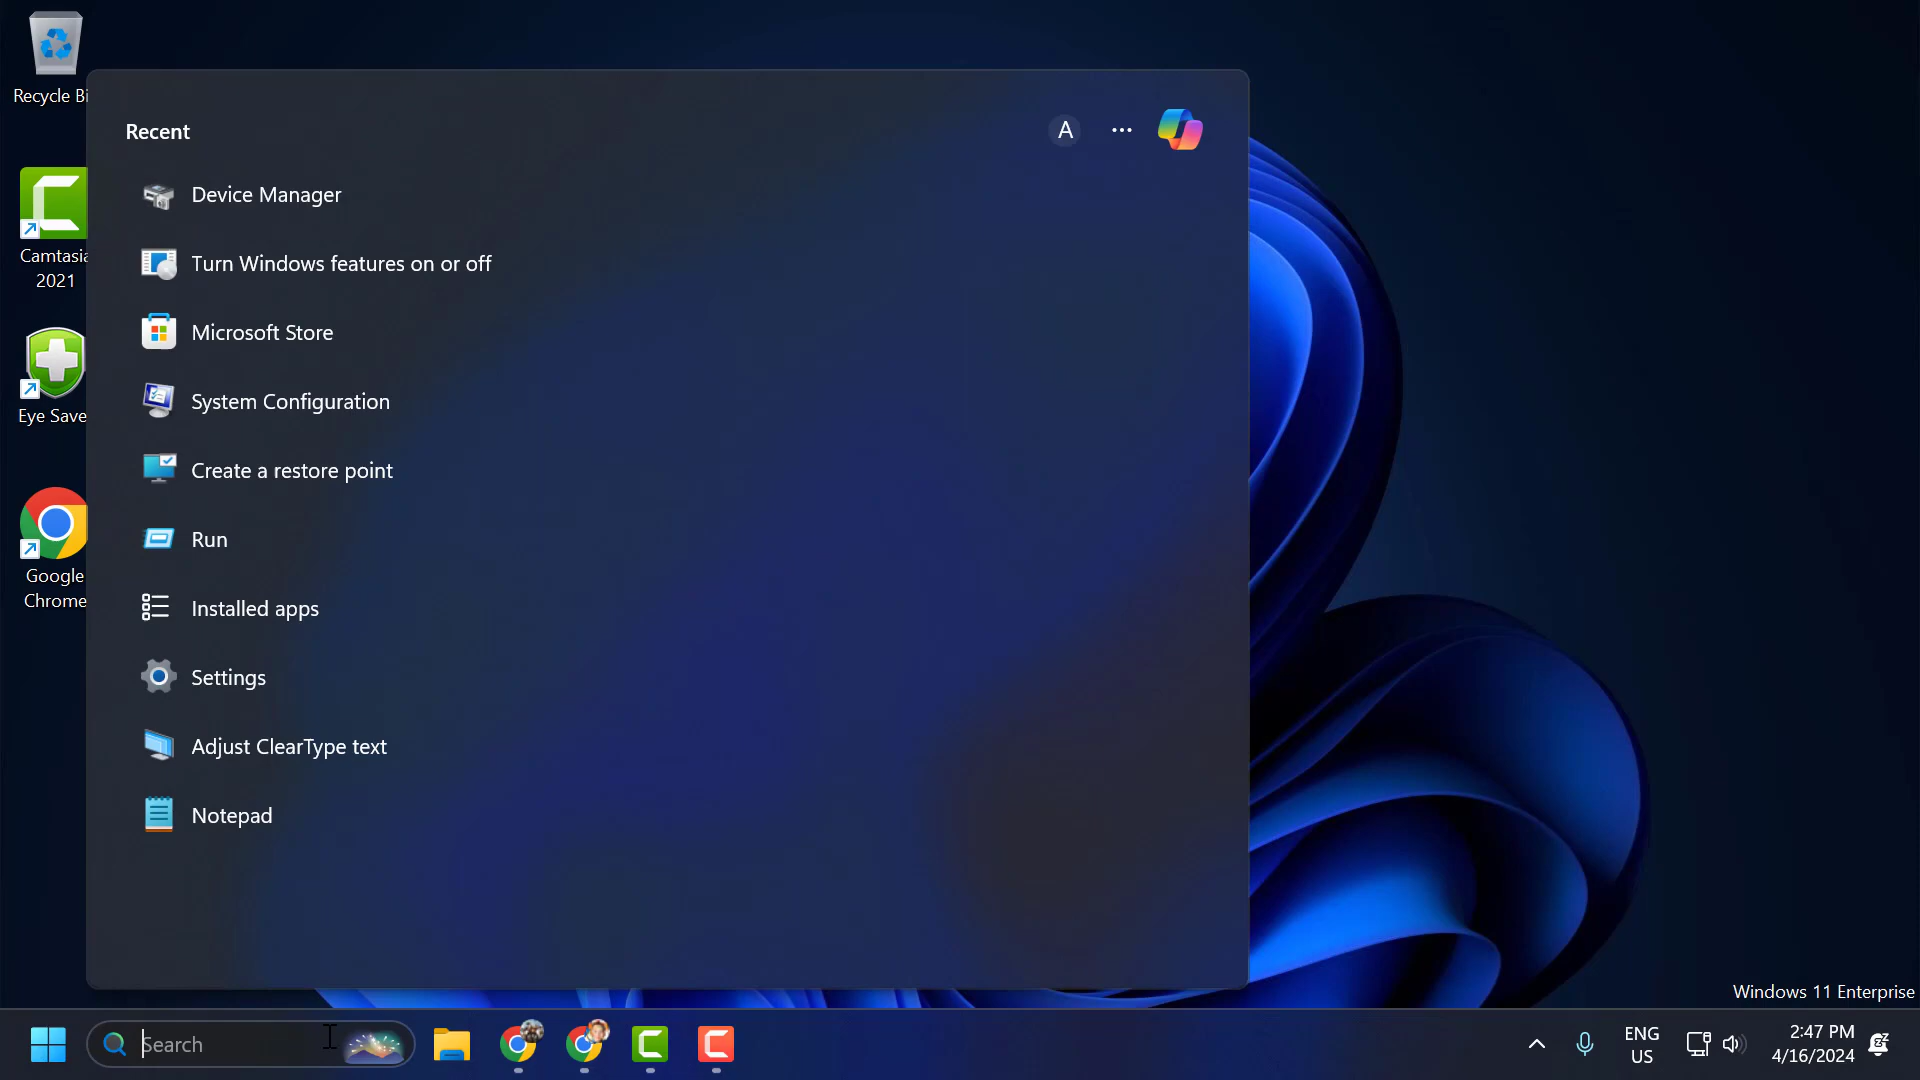 Recycle Bi
Camtasia
2021
Eye Save
Google
Chrome
Recent
A
Device Manager
Turn Windows features on or off
Microsoft Store
System Configuration
Create a restore point
Run
Installed apps
Settings
Adjust ClearType text
Notepad
Windows 11 Enterprise
Search
ENG
US
2:47 PM
4/16/2024